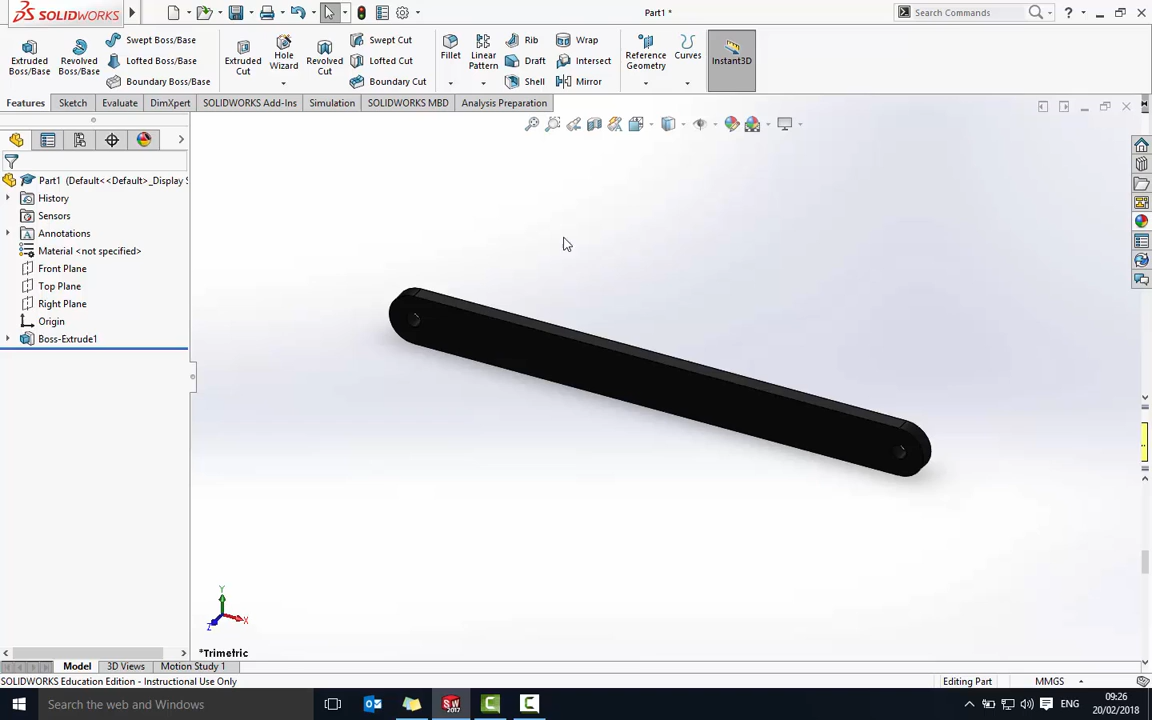 SOLIDWORKS
Part1 *
Search Commands
Extruded Boss/Base
Revolved Boss/Base
Swept Boss/Base
Lofted Boss/Base
Boundary Boss/Base
Extruded Cut
Hole Wizard
Revolved Cut
Swept Cut
Lofted Cut
Boundary Cut
Fillet
Linear Pattern
Rib
Draft
Shell
Wrap
Intersect
Mirror
Reference Geometry
Curves
Instant3D
Features
Sketch
Evaluate
DimXpert
SOLIDWORKS Add-Ins
Simulation
SOLIDWORKS MBD
Analysis Preparation
Part1 (Default<<Default>_Display S
History
Sensors
Annotations
Material <not specified>
Front Plane
Top Plane
Right Plane
Origin
Boss-Extrude1
Y
X
Z
*Trimetric
Model
3D Views
Motion Study 1
SOLIDWORKS Education Edition - Instructional Use Only
Editing Part
MMGS
Search the web and Windows
SW
2017
ENG
09:26
20/02/2018